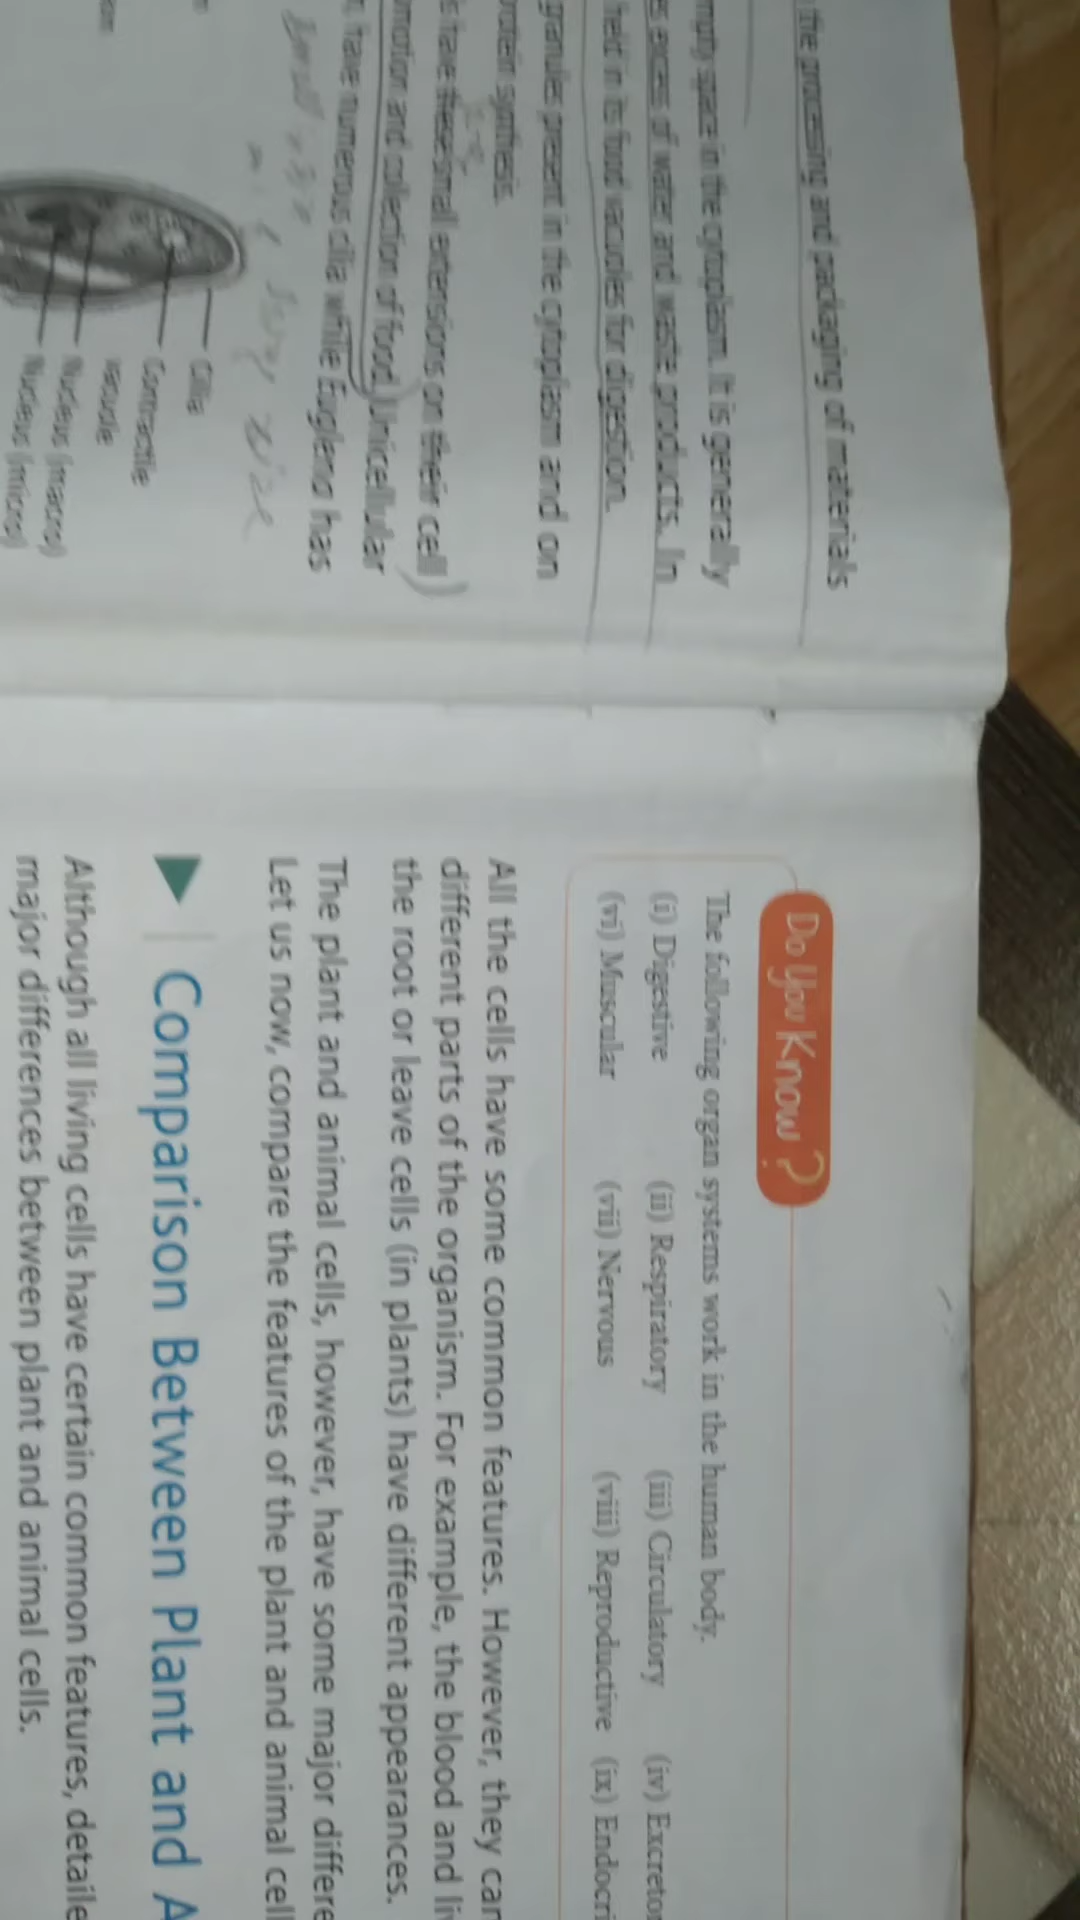 the processing and packaging of materials
empty space in the cytoplasm. It is generally
excess of water and waste products. In
held in its food vacuoles for digestion.
granules present in the cytoplasm and on
protein synthesis.
have these small extensions on their cell
motion and collection of food. Unicellular
have numerous cilia while Euglena has
Cilia
Contractile
vacuole
Nucleus (macro)
Nucleus (micro)
Do You Know?
The following organ systems work in the human body.
(i) Digestive (ii) Respiratory (iii) Circulatory (iv) Excreto
(vi) Muscular (vii) Nervous (viii) Reproductive (ix) Endocri
All the cells have some common features. However, they can
different parts of the organism. For example, the blood and li
the root or leave cells (in plants) have different appearances.
The plant and animal cells, however, have some major differe
Let us now, compare the features of the plant and animal cell
Comparison Between Plant and A
Although all living cells have certain common features, detaile
major differences between plant and animal cells.